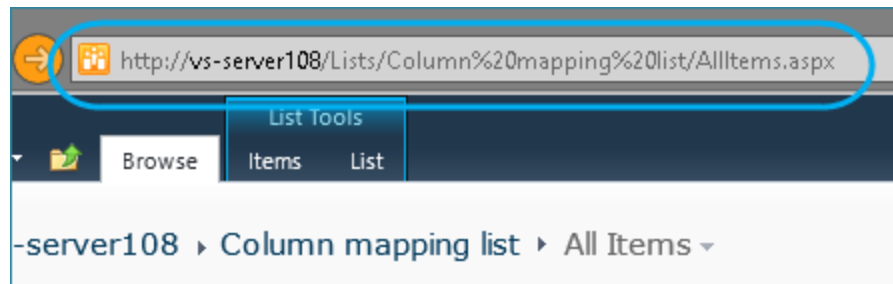 http://vs-server108/Lists/Column%20mapping%20list/AllItems.aspx
List Tools
Browse Items List
-server108 ▸ Column mapping list ▸ All Items